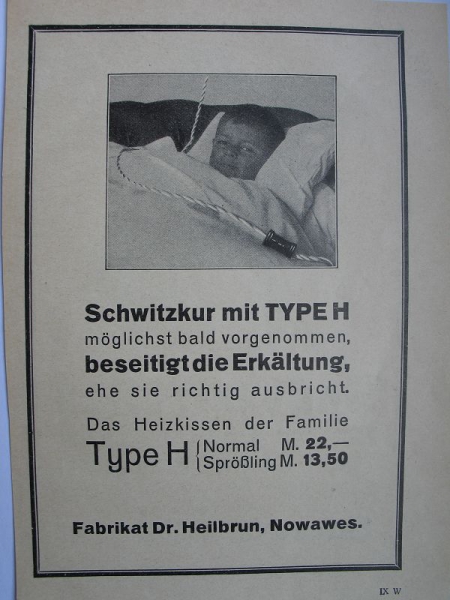 Schwitzkur mit TYPE H
möglichst bald vorgenommen,
beseitigt die Erkältung,
ehe sie richtig ausbricht.
Das Heizkissen der Familie
Type H { Normal M. 22,—
Sprößling M. 13,50
Fabrikat Dr. Heilbrun, Nowawes.
IX W